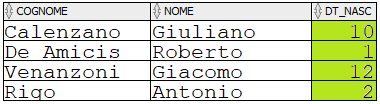 COGNOME NOME DT_NASC
Calenzano Giuliano 10
De Amicis Roberto 1
Venanzoni Giacomo 12
Rigo Antonio 2